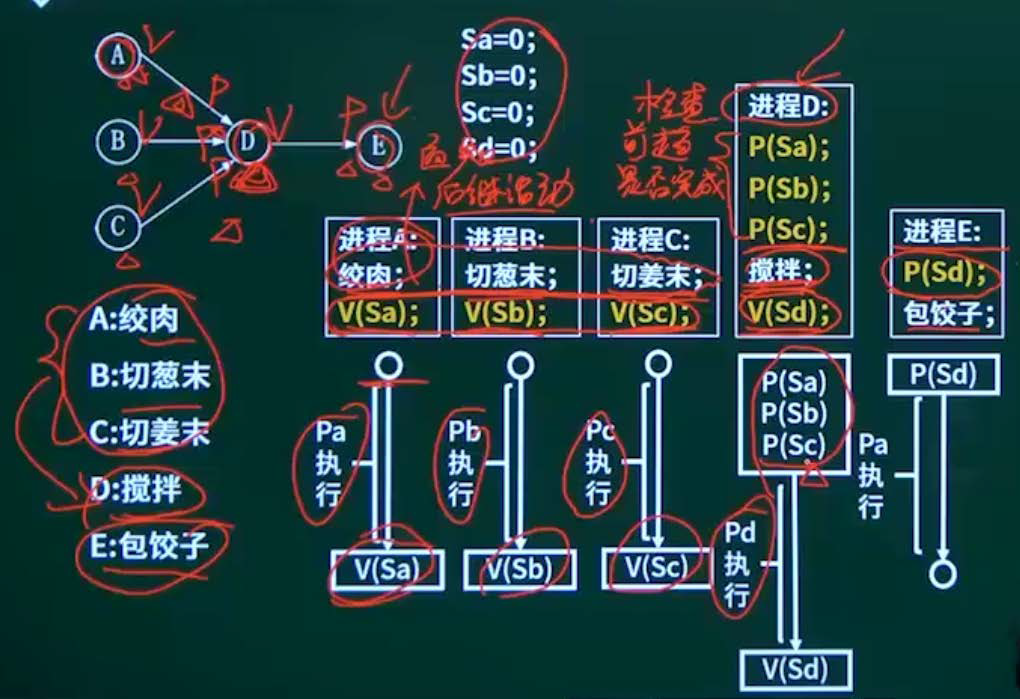 A
B
C
D
E
V
V
V
V
P
P
P
P
Sa=0;
Sb=0;
Sc=0;
Sd=0;
后继活动
检查
前趋
是否完成
进程A:
绞肉;
V(Sa);
进程B:
切葱末;
V(Sb);
进程C:
切姜末;
V(Sc);
进程D:
P(Sa);
P(Sb);
P(Sc);
搅拌;
V(Sd);
进程E:
P(Sd);
包饺子;
A:绞肉
B:切葱末
C:切姜末
D:搅拌
E:包饺子
Pa
执
行
V(Sa)
Pb
执
行
V(Sb)
Pc
执
行
V(Sc)
P(Sa)
P(Sb)
P(Sc)
Pd
执
行
V(Sd)
P(Sd)
Pa
执
行